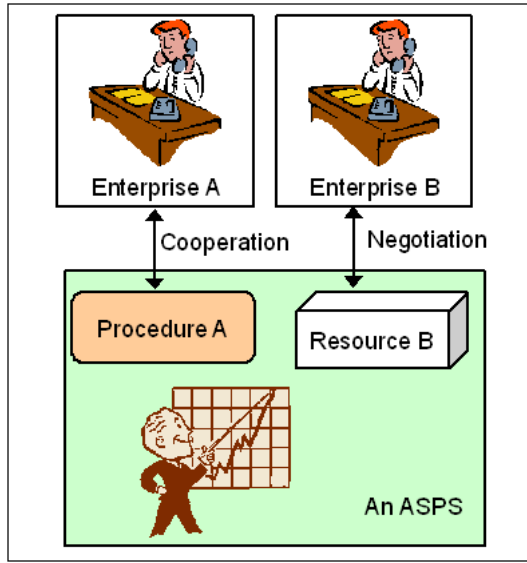 Enterprise A
Enterprise B
Cooperation
Negotiation
Procedure A
Resource B
An ASPS